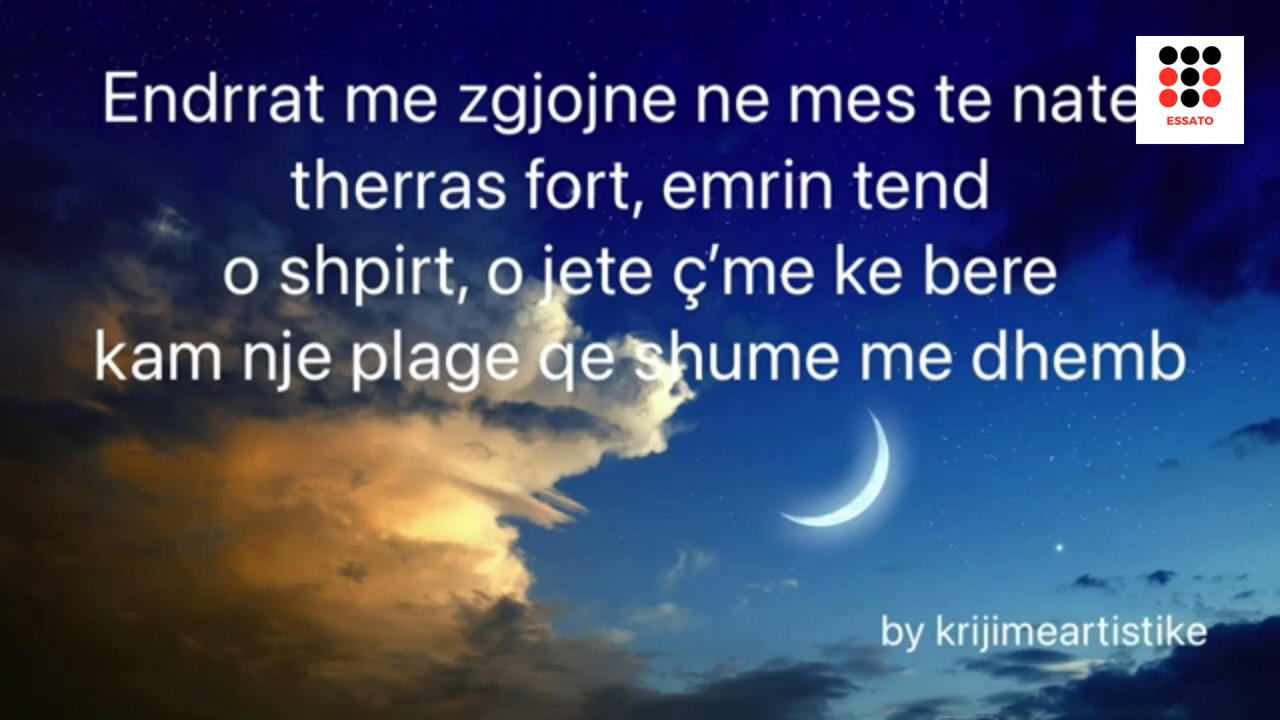 Endrrat me zgjojne ne mes te nate
therras fort, emrin tend
o shpirt, o jete ç’me ke bere
kam nje plage qe shume me dhemb
by krijimeartistike
ESSATO